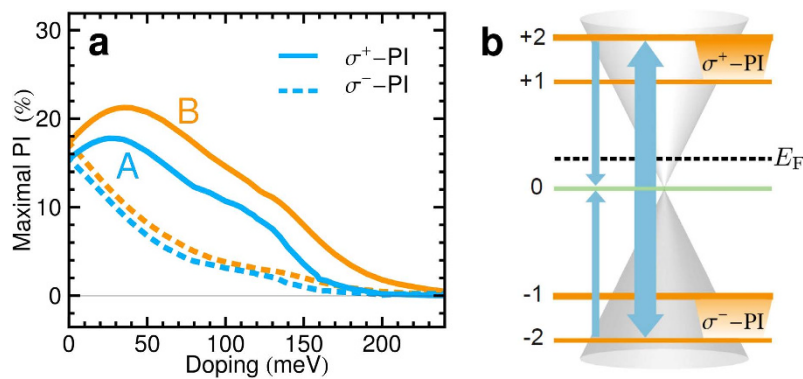 a
Maximal PI (%)
30
20
10
0
σ⁺−PI
σ⁻−PI
B
A
0 50 100 150 200
Doping (meV)
b
+2
σ⁺−PI
+1
E_F
0
-1
σ⁻−PI
-2